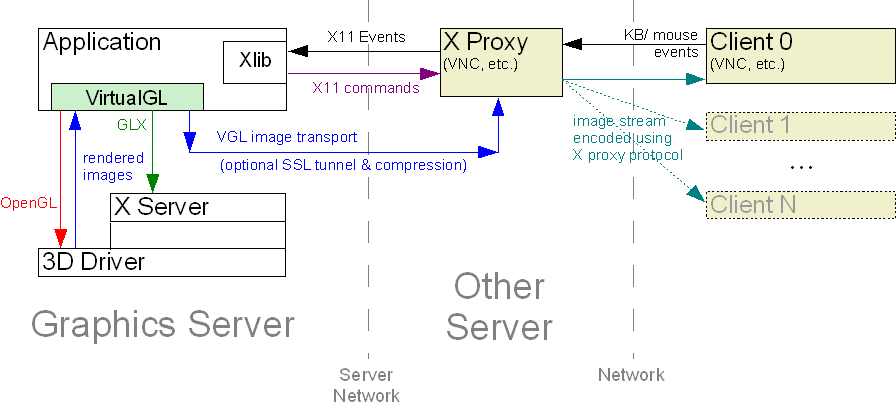 Application
Xlib
VirtualGL
X11 Events
X11 commands
X Proxy
(VNC, etc.)
KB/ mouse
events
Client 0
(VNC, etc.)
GLX
VGL image transport
(optional SSL tunnel & compression)
rendered
images
OpenGL
image stream
encoded using
X proxy protocol
Client 1
...
Client N
X Server
3D Driver
Graphics Server
Other
Server
Server
Network
Network